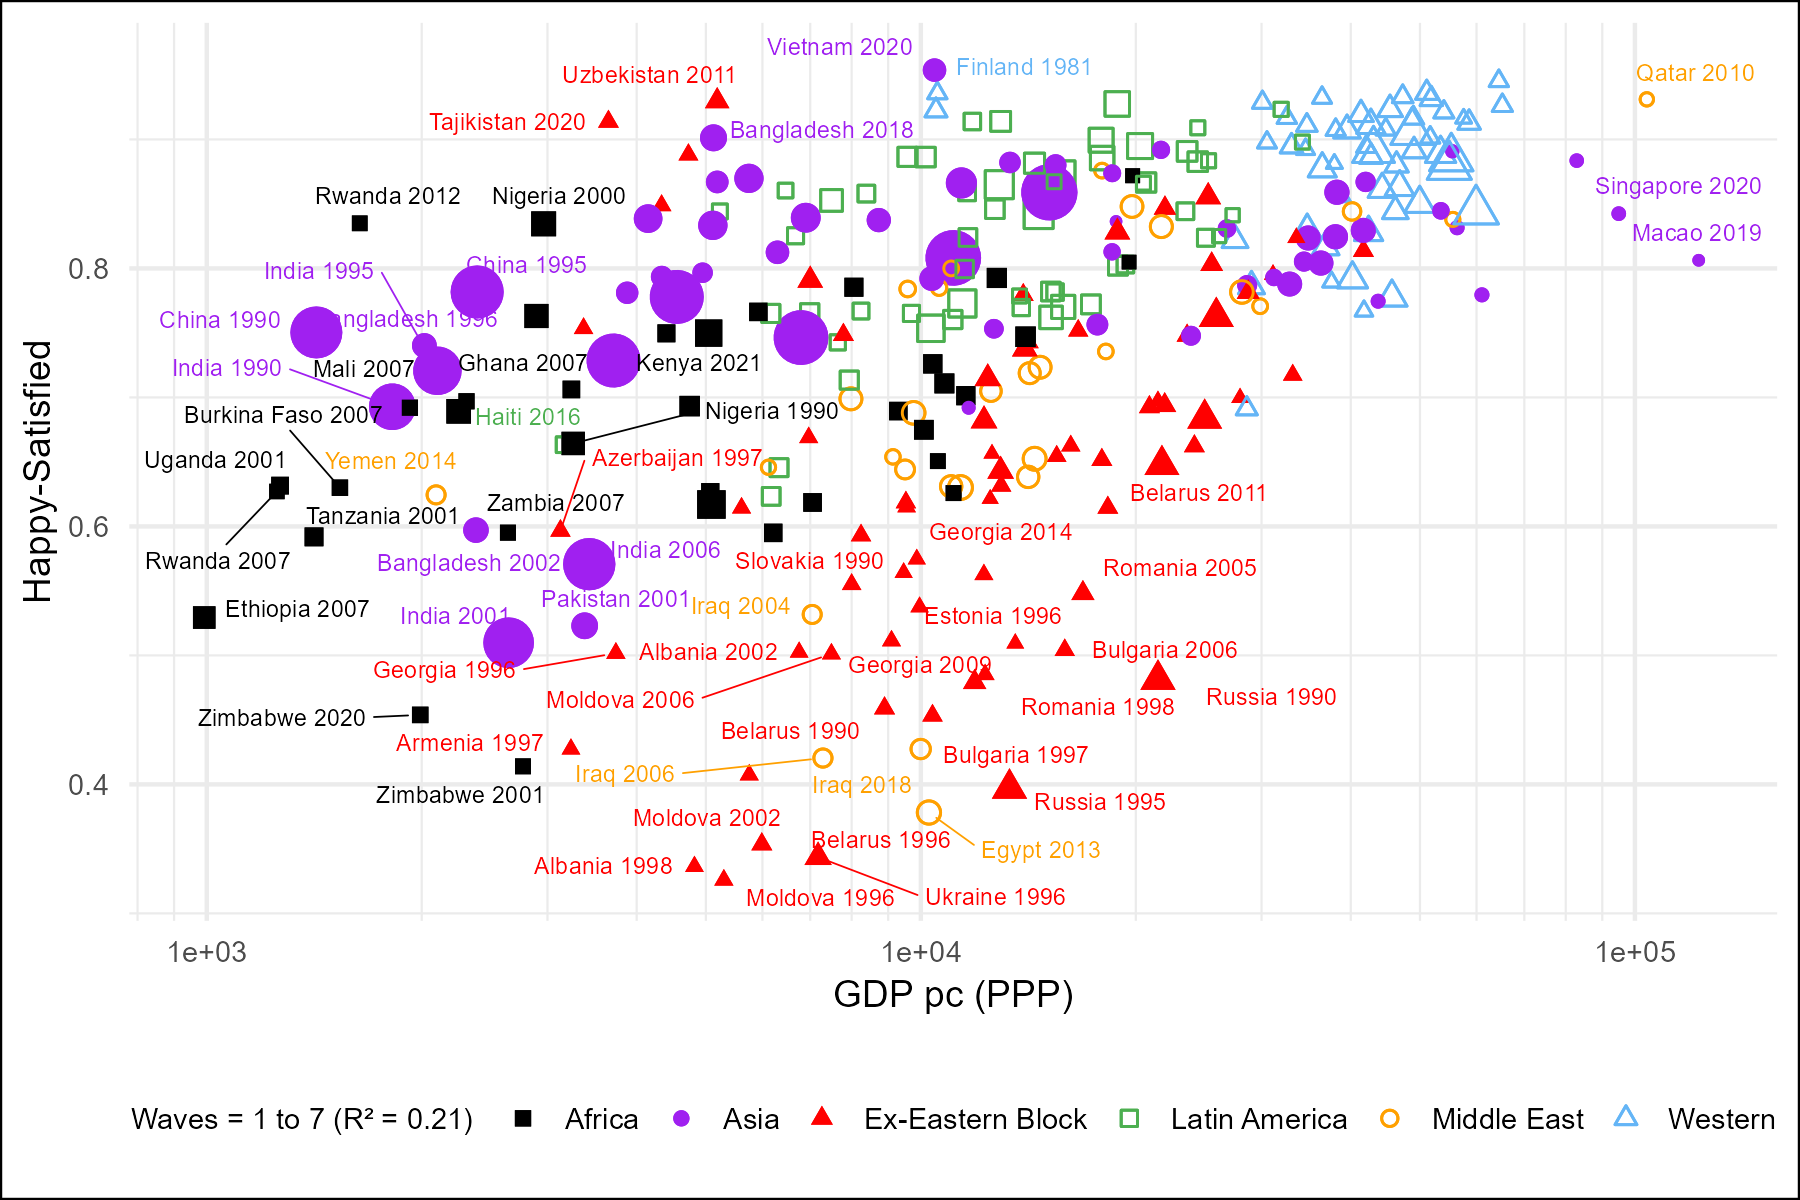 Vietnam 2020
Finland 1981
Uzbekistan 2011
Qatar 2010
Tajikistan 2020
Bangladesh 2018
Rwanda 2012
Nigeria 2000
Singapore 2020
Macao 2019
India 1995
China 1995
0.8
China 1990
Bangladesh 1996
India 1990
Mali 2007
Ghana 2007
Kenya 2021
Burkina Faso 2007
Haiti 2016
Nigeria 1990
Uganda 2001
Yemen 2014
Azerbaijan 1997
Belarus 2011
Zambia 2007
Tanzania 2001
0.6
Georgia 2014
Rwanda 2007
Bangladesh 2002
India 2006
Slovakia 1990
Romania 2005
Happy-Satisfied
Ethiopia 2007
India 2001
Pakistan 2001
Iraq 2004
Estonia 1996
Georgia 1996
Albania 2002
Georgia 2009
Bulgaria 2006
Moldova 2006
Romania 1998
Russia 1990
Zimbabwe 2020
Belarus 1990
Armenia 1997
Bulgaria 1997
Iraq 2006
Iraq 2018
0.4
Zimbabwe 2001
Russia 1995
Moldova 2002
Belarus 1996
Egypt 2013
Albania 1998
Moldova 1996
Ukraine 1996
1e+03
1e+04
1e+05
GDP pc (PPP)
Waves = 1 to 7 (R² = 0.21)
Africa
Asia
Ex-Eastern Block
Latin America
Middle East
Western